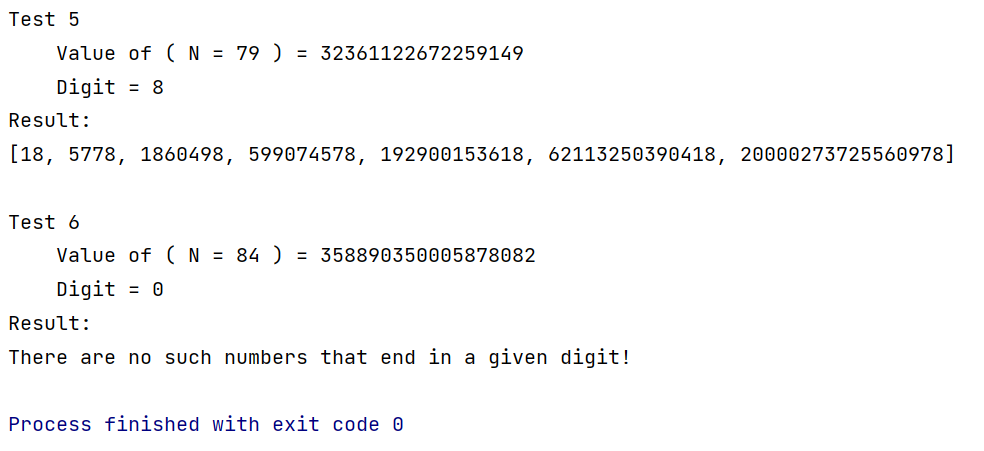 Test 5
Value of ( N = 79 ) = 32361122672259149
Digit = 8
Result:
[18, 5778, 1860498, 599074578, 192900153618, 62113250390418, 20000273725560978]
Test 6
Value of ( N = 84 ) = 358890350005878082
Digit = 0
Result:
There are no such numbers that end in a given digit!
Process finished with exit code 0